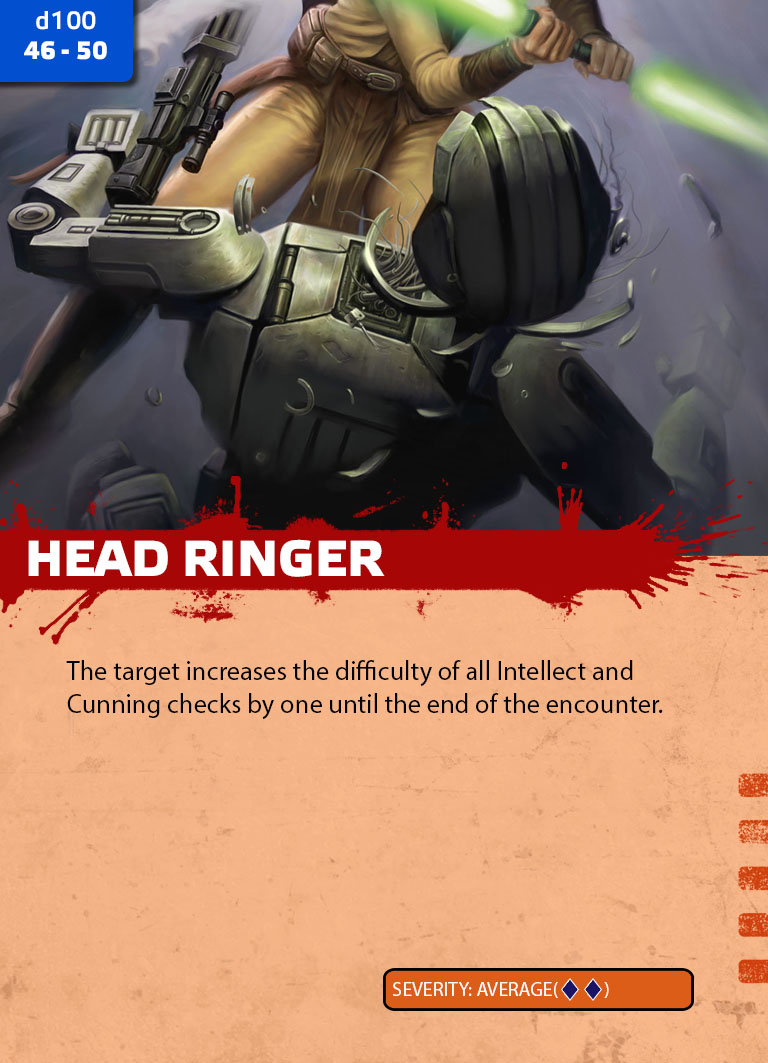 d100
46 - 50
HEAD RINGER
The target increases the difficulty of all Intellect and
Cunning checks by one until the end of the encounter.
SEVERITY: AVERAGE(♦ ♦)